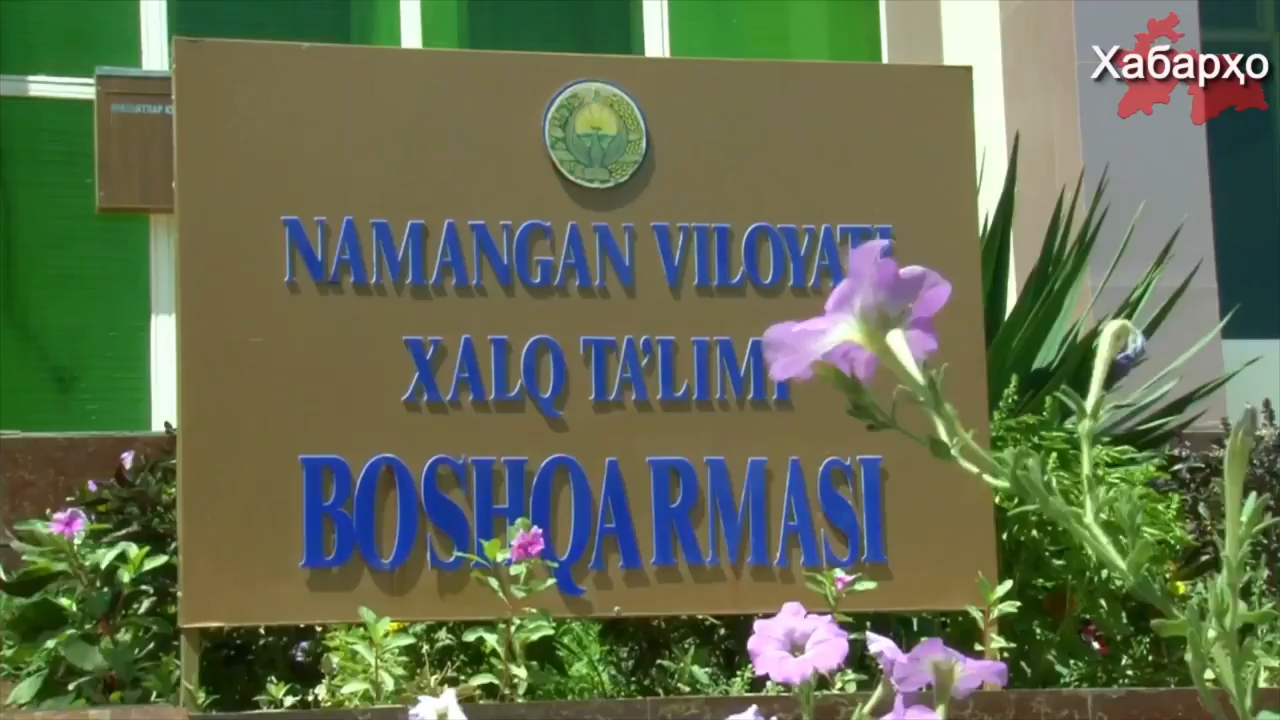 Хабарҳо
NAMANGAN VILOYATI
XALQ TA'LIMI
BOSHQARMASI